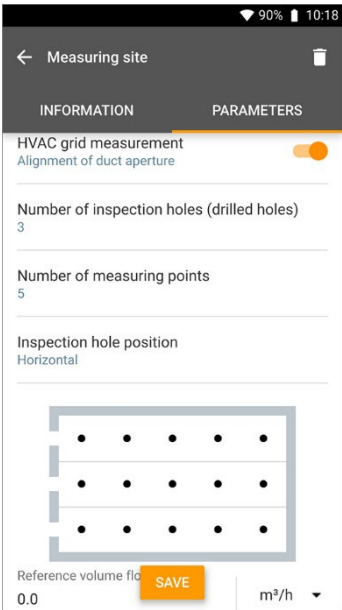 90% 10:18
Measuring site
INFORMATION PARAMETERS
HVAC grid measurement
Alignment of duct aperture
Number of inspection holes (drilled holes)
3
Number of measuring points
5
Inspection hole position
Horizontal
Reference volume flo
SAVE
0.0 m³/h